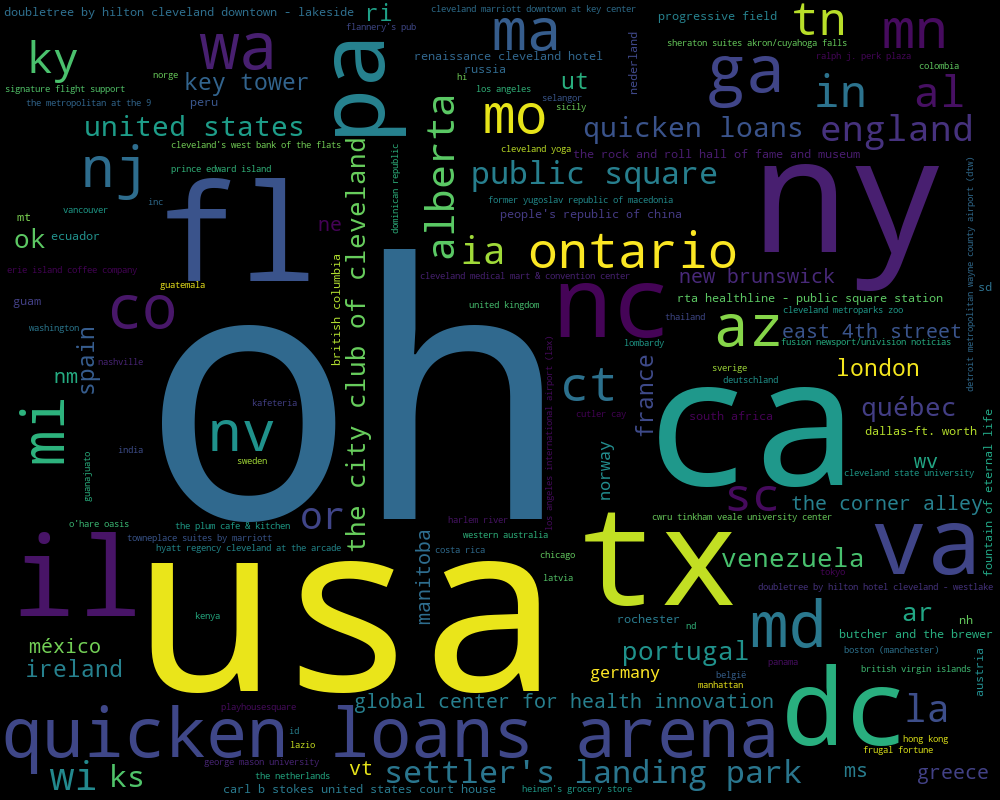 doubletree by hilton cleveland downtown - lakeside
ri
cleveland marriott downtown at key center
progressive field
tn
mn
flannery's pub
ky
wa
pa
ma
nederland
sheraton suites akron/cuyahoga falls
renaissance cleveland hotel
ralph j. perk plaza
ga
colombia
norge
russia
hi
ut
signature flight support
key tower
los angeles
in
al
the metropolitan at the 9
peru
selangor
sicily
mo
united states
alberta
quicken loans
england
cleveland's west bank of the flats
cleveland yoga
the rock and roll hall of fame and museum
ny
nj
prince edward island
dominican republic
public square
detroit metropolitan wayne county airport (dtw)
fl
inc
former yugoslav republic of macedonia
vancouver
people's republic of china
mt
ne
the city club of cleveland
ok
ecuador
ia
ontario
erie island coffee company
cleveland medical mart & convention center
new brunswick
guatemala
british columbia
sd
guam
co
oh
united kingdom
nc
rta healthline - public square station
cleveland metroparks zoo
thailand
washington
az
east 4th street
spain
nashville
los angeles international airport (lax)
lombardy
fusion newsport/univision noticias
nm
sverige
london
ct
france
deutschland
ca
mi
kafeteria
cutler cay
south africa
québec
nv
dallas-ft. worth
fountain of eternal life
india
sweden
norway
wv
guanajuato
cleveland state university
sc
the corner alley
or
harlem river
o'hare oasis
the plum cafe & kitchen
cwru tinkham veale university center
tx
va
towneplace suites by marriott
western australia
hyatt regency cleveland at the arcade
manitoba
costa rica
chicago
venezuela
il
usa
latvia
tokyo
doubletree by hilton hotel cleveland - westlake
kenya
rochester
nd
md
ar
nh
butcher and the brewer
méxico
portugal
boston (manchester)
ireland
germany
belgië
panama
british virgin islands
austria
manhattan
global center for health innovation
dc
playhousesquare
la
quicken loans arena
id
lazio
hong kong
frugal fortune
george mason university
wi
ks
the netherlands
vt
settler's landing park
ms
greece
carl b stokes united states court house
heinen's grocery store